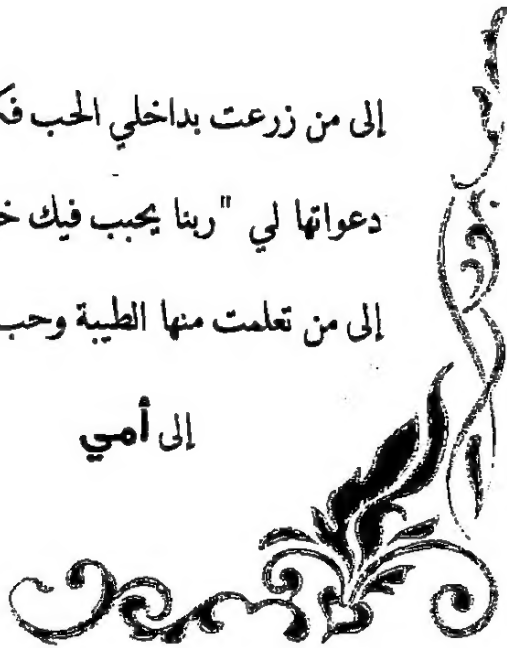 إلى من زرعت بداخلي الحب
دعواتها لي "ربنا يحبب فيك
إلى من تعلمت منها الطيبة وحب
إلى أمي